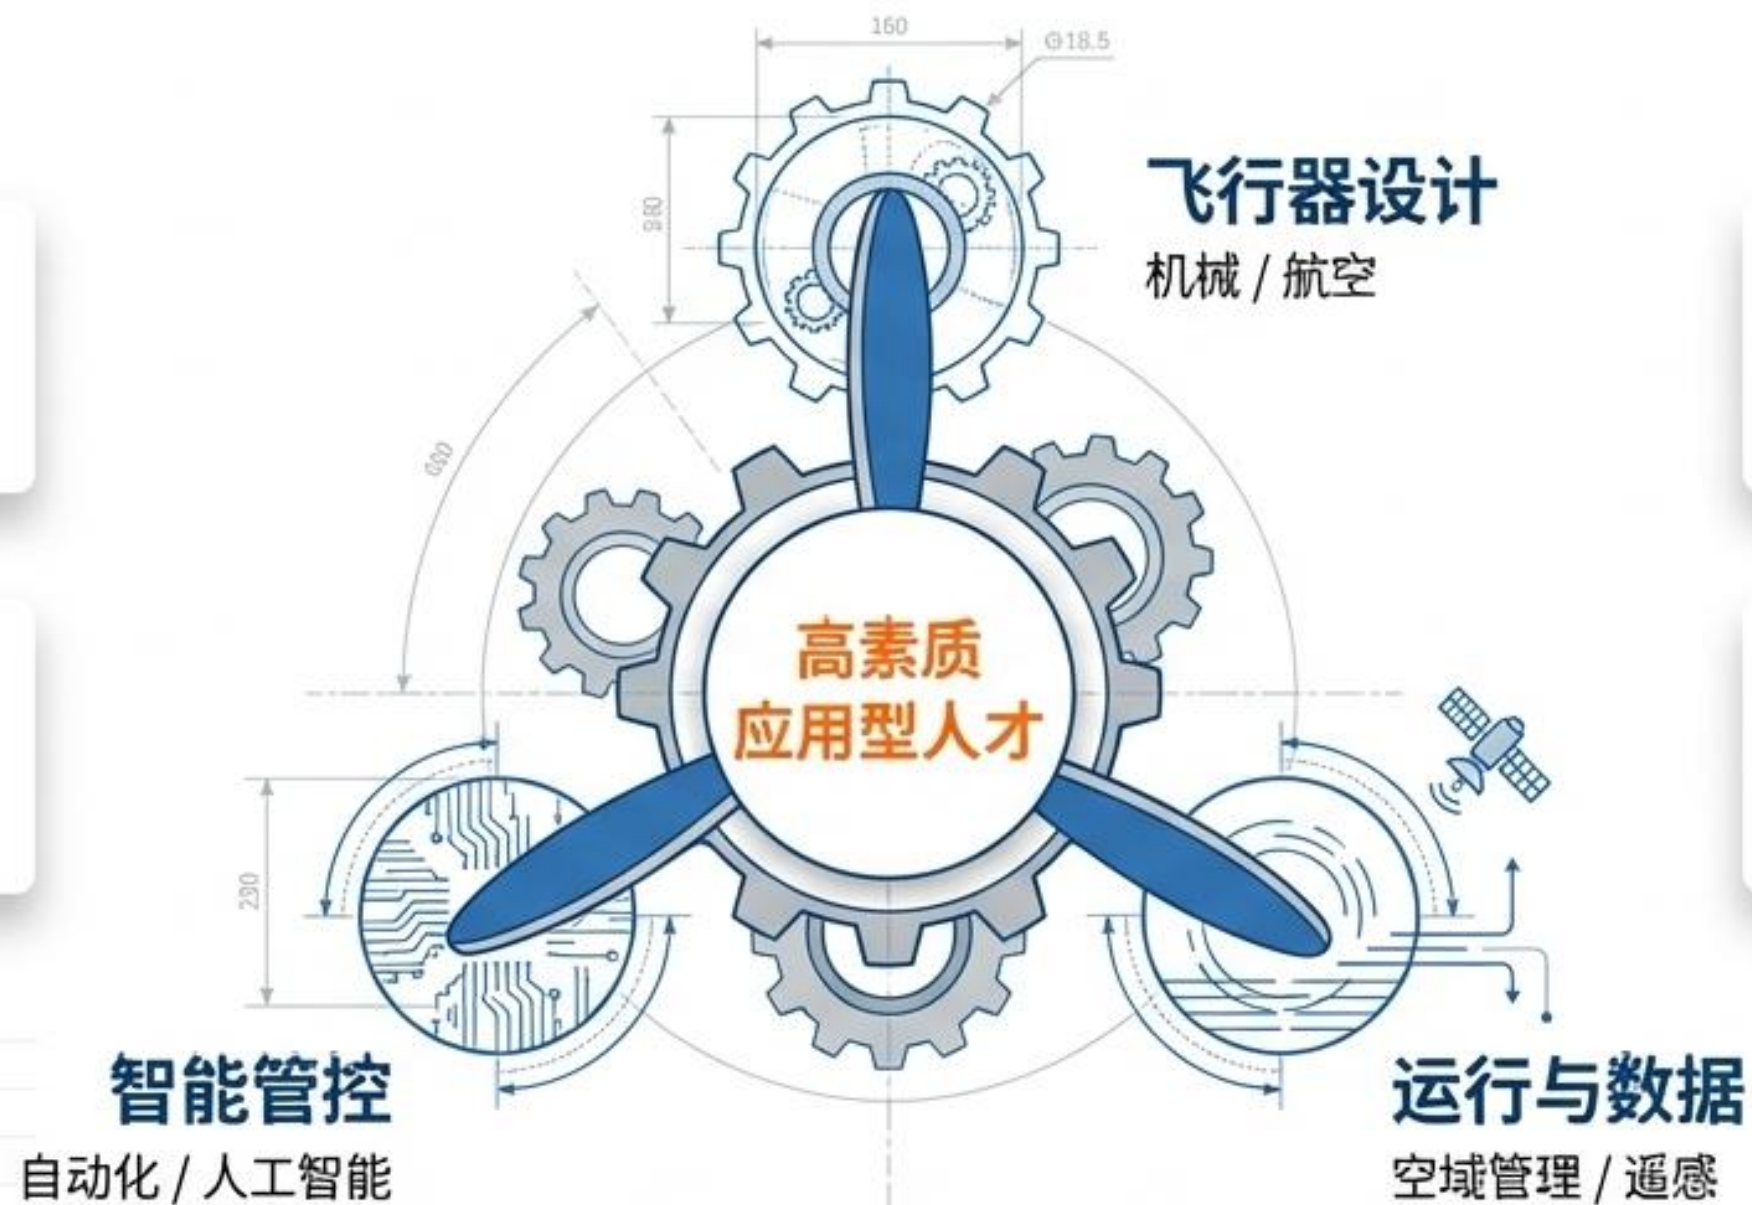 160
飞行器设计
机械 / 航空
高素质
应用型人才
智能管控
自动化 / 人工智能
运行与数据
空域管理 / 遥感